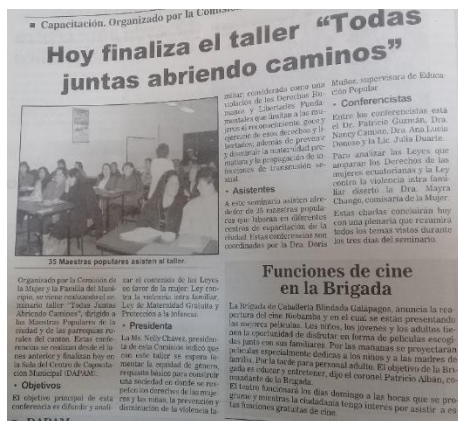 ■ Capacitación. Organizado por la Comisión
Hoy finaliza el taller “Todas
juntas abriendo caminos”
35 Maestras populares asisten al taller.
Organizado por la Comisión de
la Mujer y la Familia del Muni-
cipio, se viene realizando el se-
minario taller "Todas Juntas
Abriendo Caminos", dirigido a
las Maestras Populares de la
ciudad y de las parroquias ru-
rales del cantón. Estas confe-
rencias se realizan desde el lu-
nes anterior y finalizan hoy en
la Sala del Centro de Capacita-
ción Municipal (DAPAM).
· Objetivos
El objetivo principal de esta
conferencia es difundir y anali-
zar el contenido de las Leyes
en favor de la mujer: Ley con-
tra la violencia intra familiar,
Ley de Maternidad Gratuita y
Protección a la Infancia.
· Presidenta
La Ms. Nelly Chávez, presiden-
ta de esta Comisión indicó que
con este taller se espera fomen-
tar la equidad de género,
requisito básico para construir
una sociedad en donde se res-
peten los derechos de las muje-
res y las niñas, la prevención y
disminución de la violencia fa-
miliar, considerada como una
violación de los Derechos Hu-
manos y Libertades Funda-
mentales que limitan a las mu-
jeres el reconocimiento, goce y
ejercicio de esos derechos y li-
bertades; además de prevenir
y disminuir la maternidad pre-
matura y la propagación de in-
fecciones de transmisión se-
xual.
· Asistentes
A este seminario asisten alrede-
dor de 35 maestras populares
que laboran en diferentes
centros de capacitación de la
ciudad. Estas conferencias son
coordinadas por la Dra. Doris
Muñoz, supervisora de Educa-
ción Popular.
· Conferencistas
Entre los conferencistas está
el Dr. Patricio Guzmán, Dra.
Nancy Camino, Dra. Ana Lucía
Donoso y la Lic. Julia Duarte.
Para analizar las Leyes que
amparan los Derechos de las
mujeres ecuatorianas y la Ley
contra la violencia intra fami-
liar disertó la Dra. Mayra
Chango, comisaria de la Mujer.
Estas charlas concluirán hoy
con una plenaria que resumirá
todos los temas vistos durante
los tres días del seminario.
Funciones de cine
en la Brigada
La Brigada de Caballería Blindada Galápagos, anuncia la rea-
pertura del cine Riobamba y en el cual se están presentando
las mejores películas. Los niños, los jóvenes y los adultos tie-
nen la oportunidad de disfrutar en forma de películas escogi-
das junto con sus familiares. Por las mañanas se proyectarán
películas especialmente dedicadas a los niños y a las madres de
familia. Por la tarde para personal adulto. El objetivo de la Bri-
gada es educar y entretener, dijo el coronel Patricio Albán, co-
mandante de la Brigada.
El teatro funcionará los días domingo a las horas que se pro-
grame y mientras la ciudadanía tenga interés por asistir a es-
tas funciones gratuitas de cine.